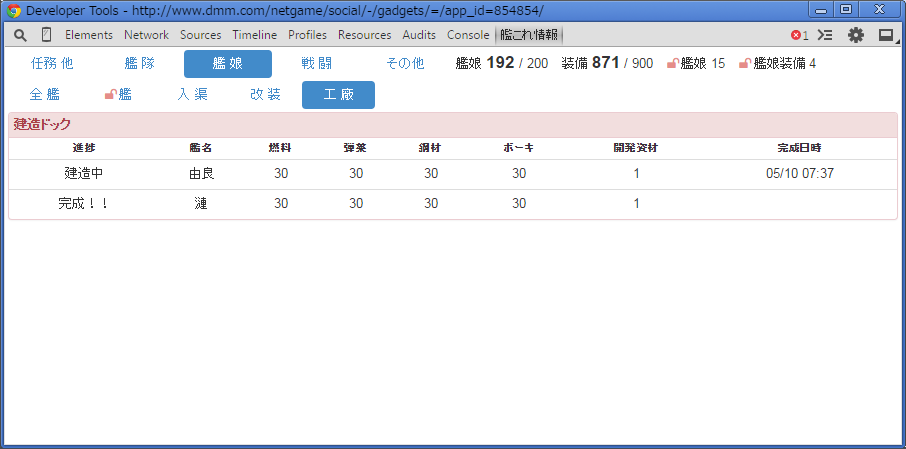 Developer Tools - http://www.dmm.com/netgame/social/-/gadgets/=/app_id=854854/
Elements Network Sources Timeline Profiles Resources Audits Console 艦これ情報 1
任務他 艦隊 艦娘 戦闘 その他 艦娘 192 / 200 装備 871 / 900 艦娘 15 艦娘装備 4
全艦 艦 入渠 改装 工廠
建造ドック
進捗 艦名 燃料 弾薬 鋼材 ボーキ 開発資材 完成日時
建造中 由良 30 30 30 30 1 05/10 07:37
完成！！ 漣 30 30 30 30 1